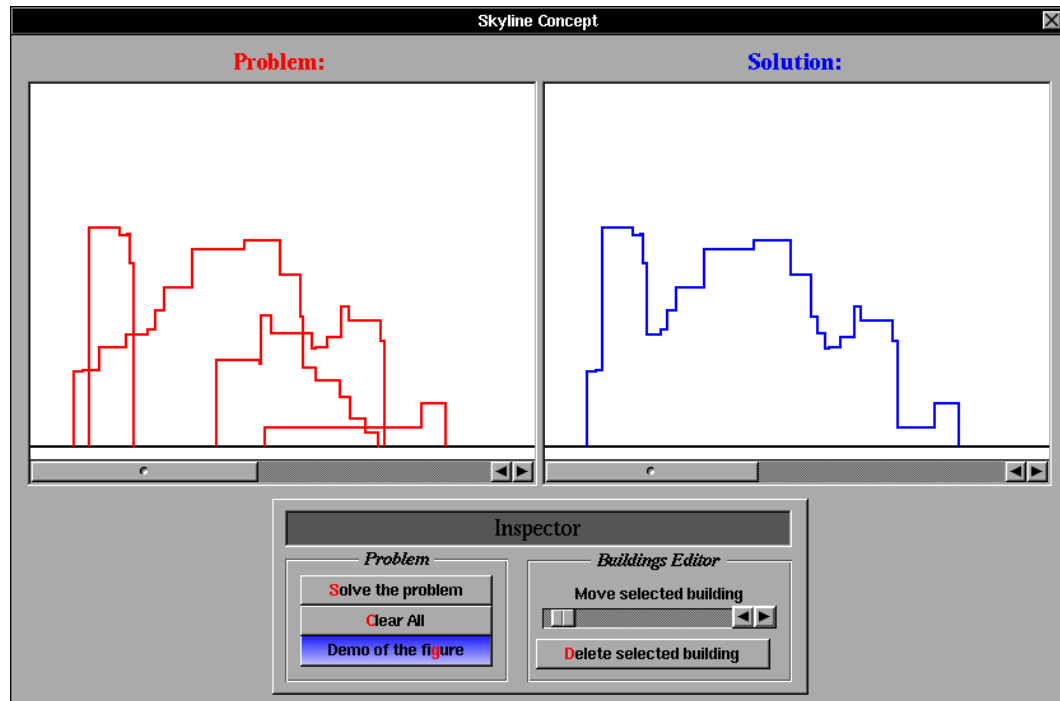 Skyline Concept
Problem:
Solution:
Inspector
Problem
Solve the problem
Clear All
Demo of the figure
Buildings Editor
Move selected building
Delete selected building